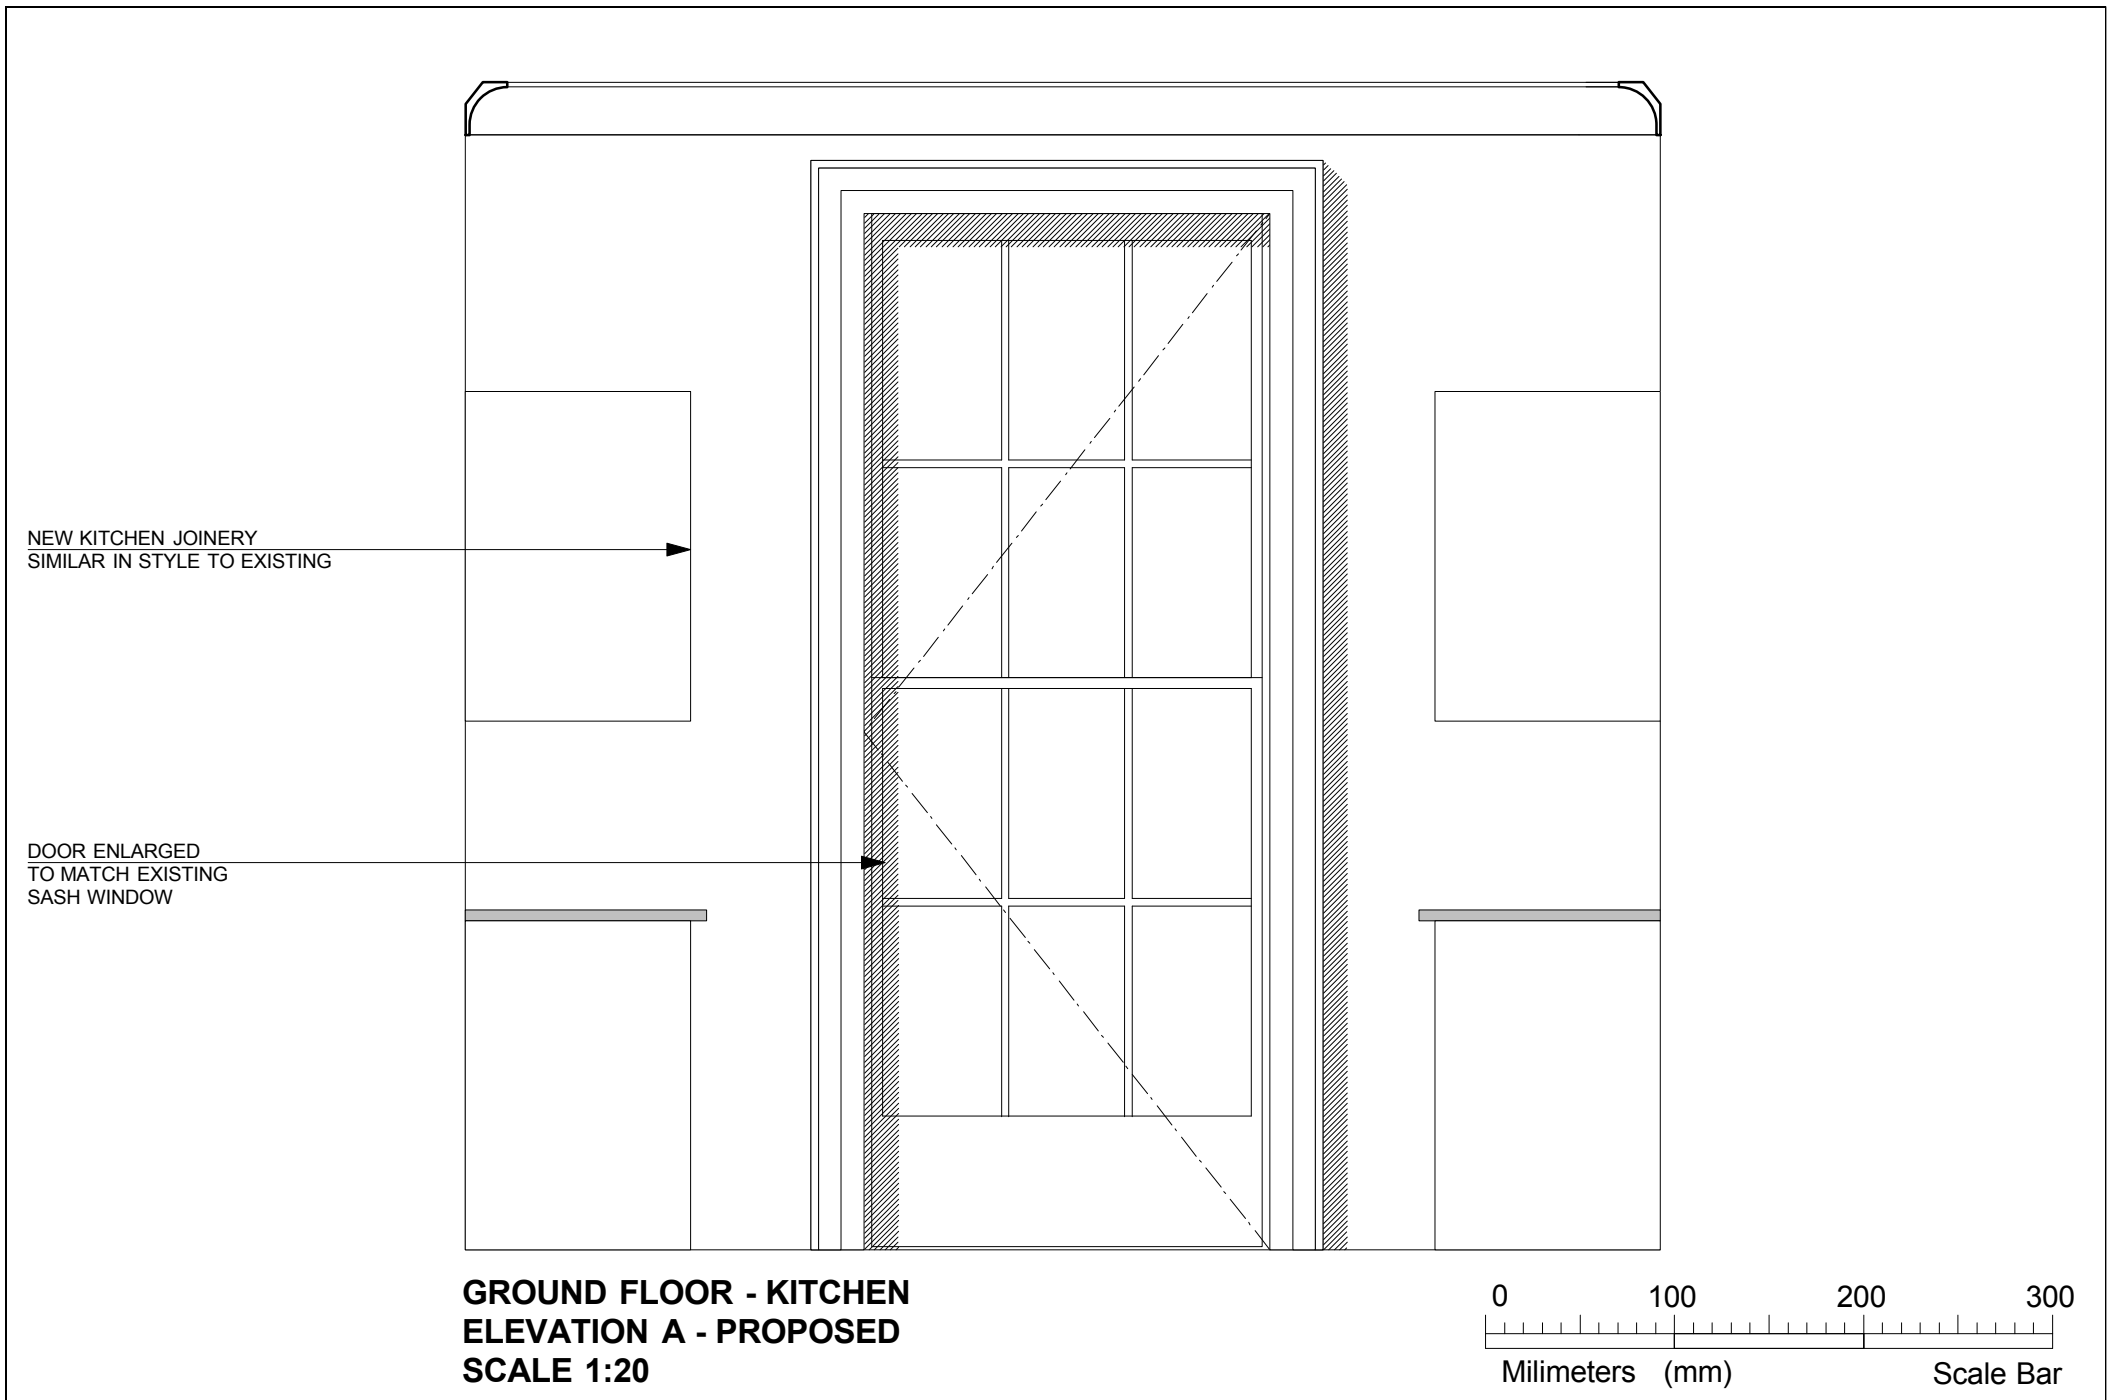 NEW KITCHEN JOINERY
SIMILAR IN STYLE TO EXISTING
DOOR ENLARGED
TO MATCH EXISTING
SASH WINDOW
GROUND FLOOR - KITCHEN
ELEVATION A - PROPOSED
SCALE 1:20
0 100 200 300
Milimeters (mm) Scale Bar